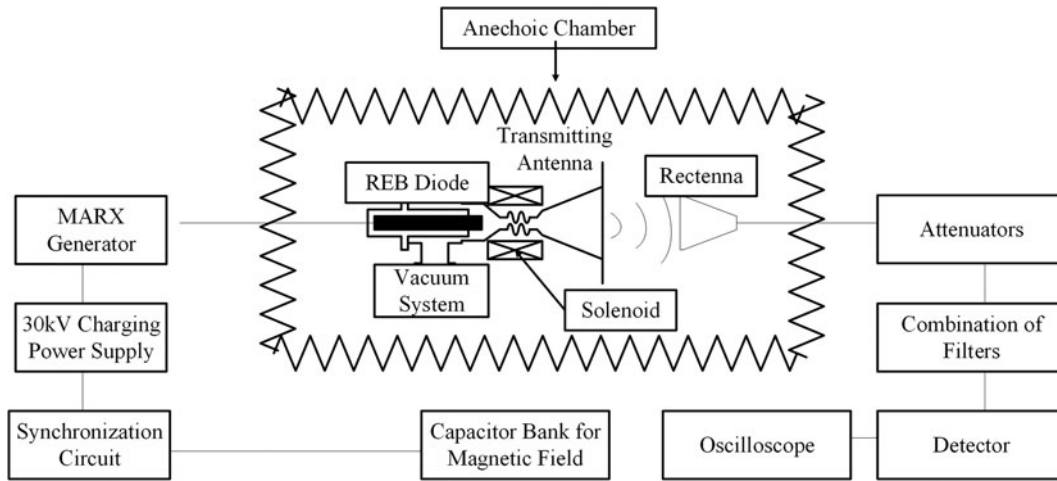 Anechoic Chamber
Transmitting
Antenna
REB Diode
Rectenna
MARX
Generator
Attenuators
Vacuum
System
Solenoid
30kV Charging
Power Supply
Combination of
Filters
Synchronization
Circuit
Capacitor Bank for
Magnetic Field
Oscilloscope
Detector